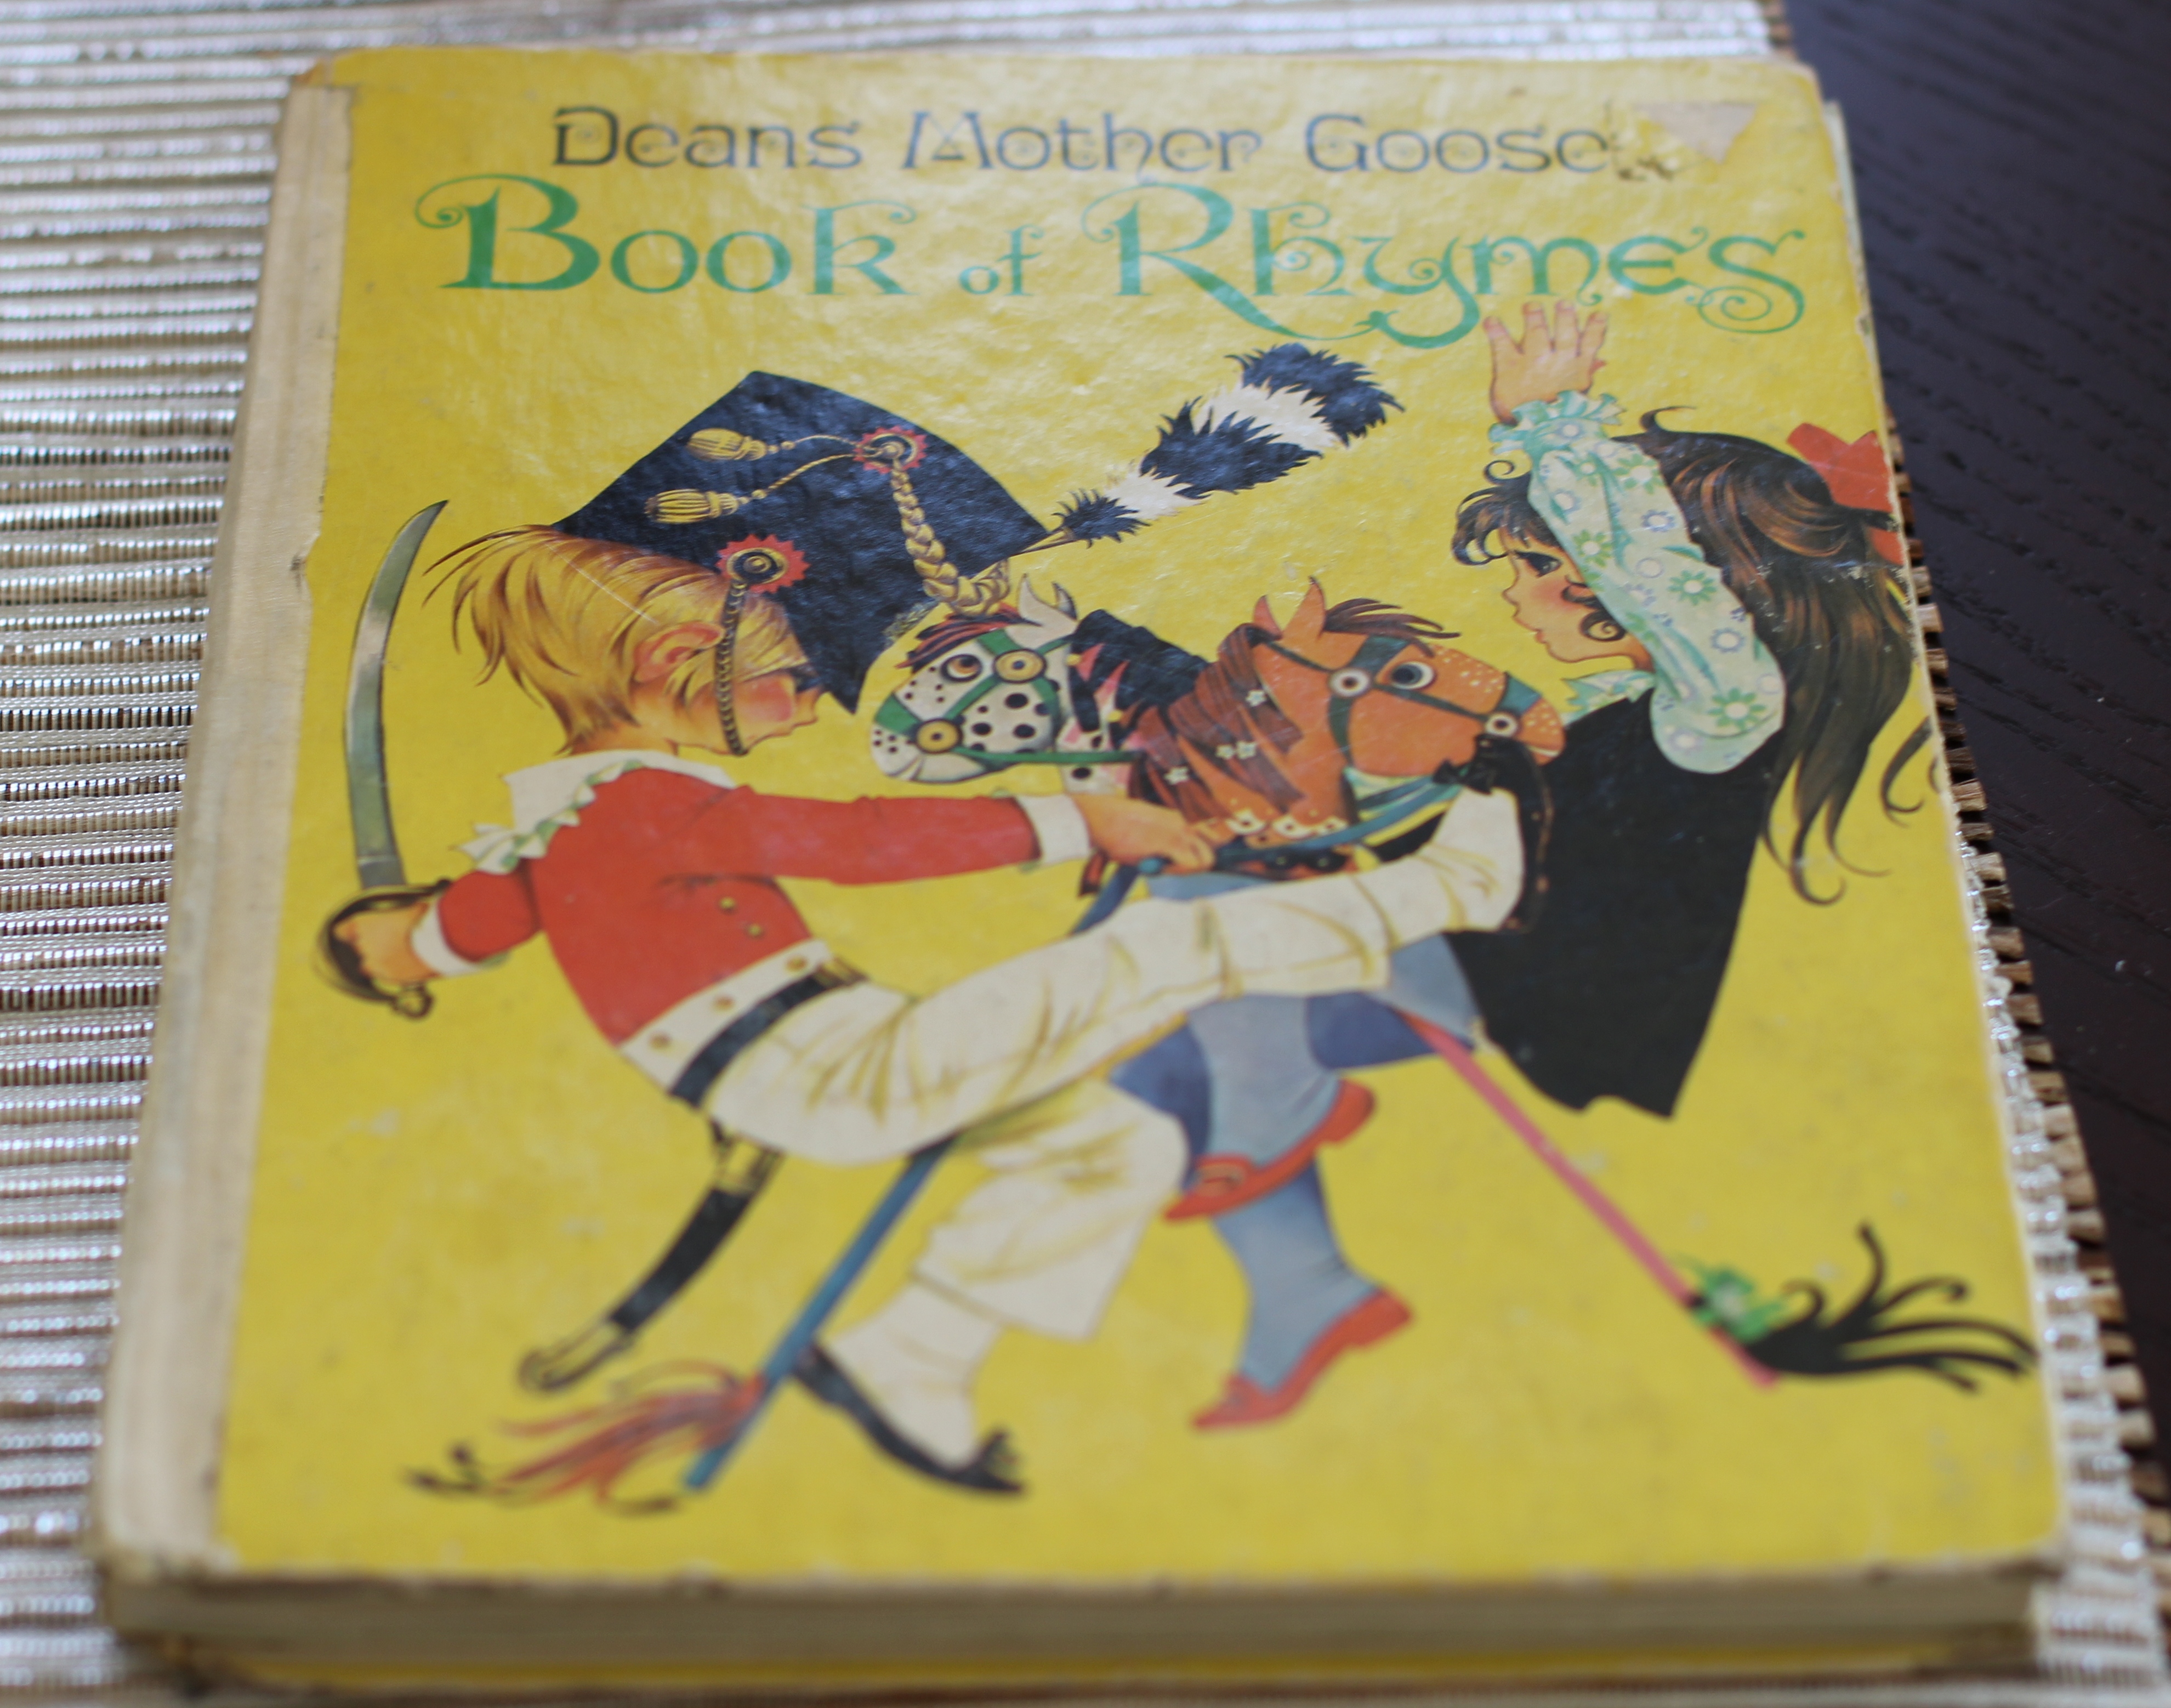 Deans Mother Goose
Book of Rhymes